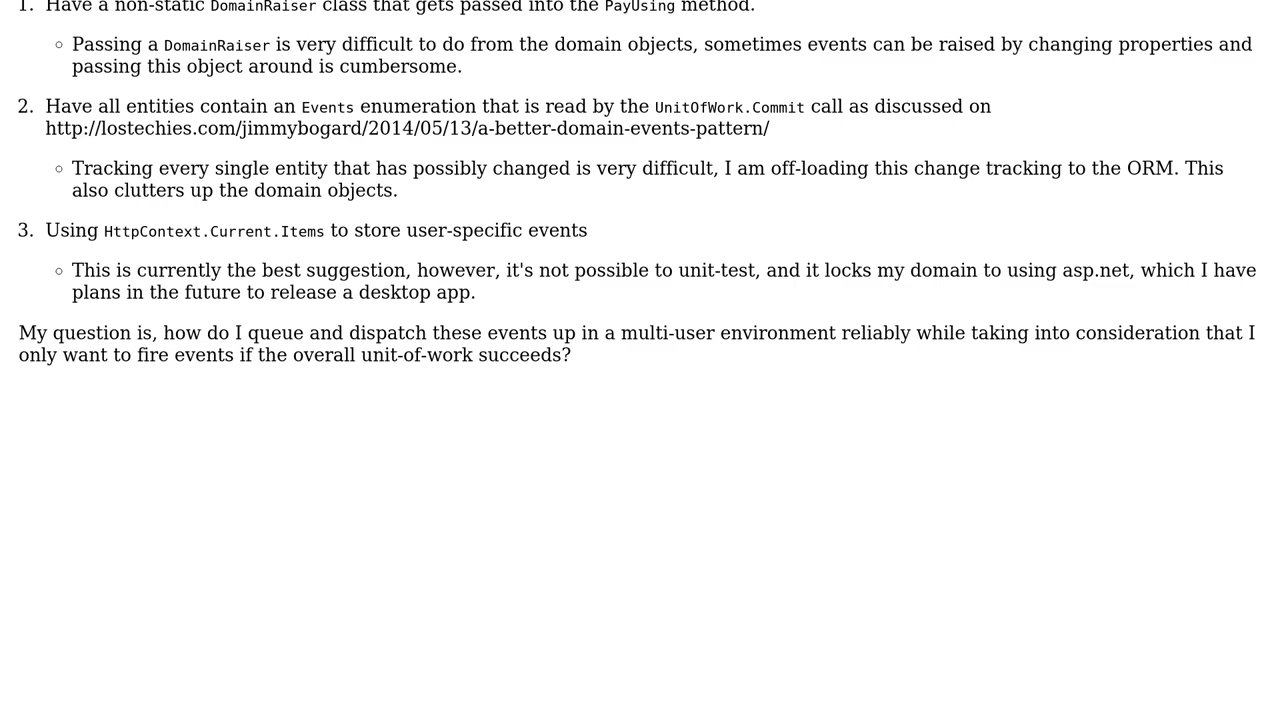 1. Have a non-static DomainRaiser class that gets passed into the PayUsing method.
◦ Passing a DomainRaiser is very difficult to do from the domain objects, sometimes events can be raised by changing properties and
passing this object around is cumbersome.
2. Have all entities contain an Events enumeration that is read by the UnitOfWork.Commit call as discussed on
http://lostechies.com/jimmybogard/2014/05/13/a-better-domain-events-pattern/
◦ Tracking every single entity that has possibly changed is very difficult, I am off-loading this change tracking to the ORM. This
also clutters up the domain objects.
3. Using HttpContext.Current.Items to store user-specific events
◦ This is currently the best suggestion, however, it's not possible to unit-test, and it locks my domain to using asp.net, which I have
plans in the future to release a desktop app.
My question is, how do I queue and dispatch these events up in a multi-user environment reliably while taking into consideration that I
only want to fire events if the overall unit-of-work succeeds?